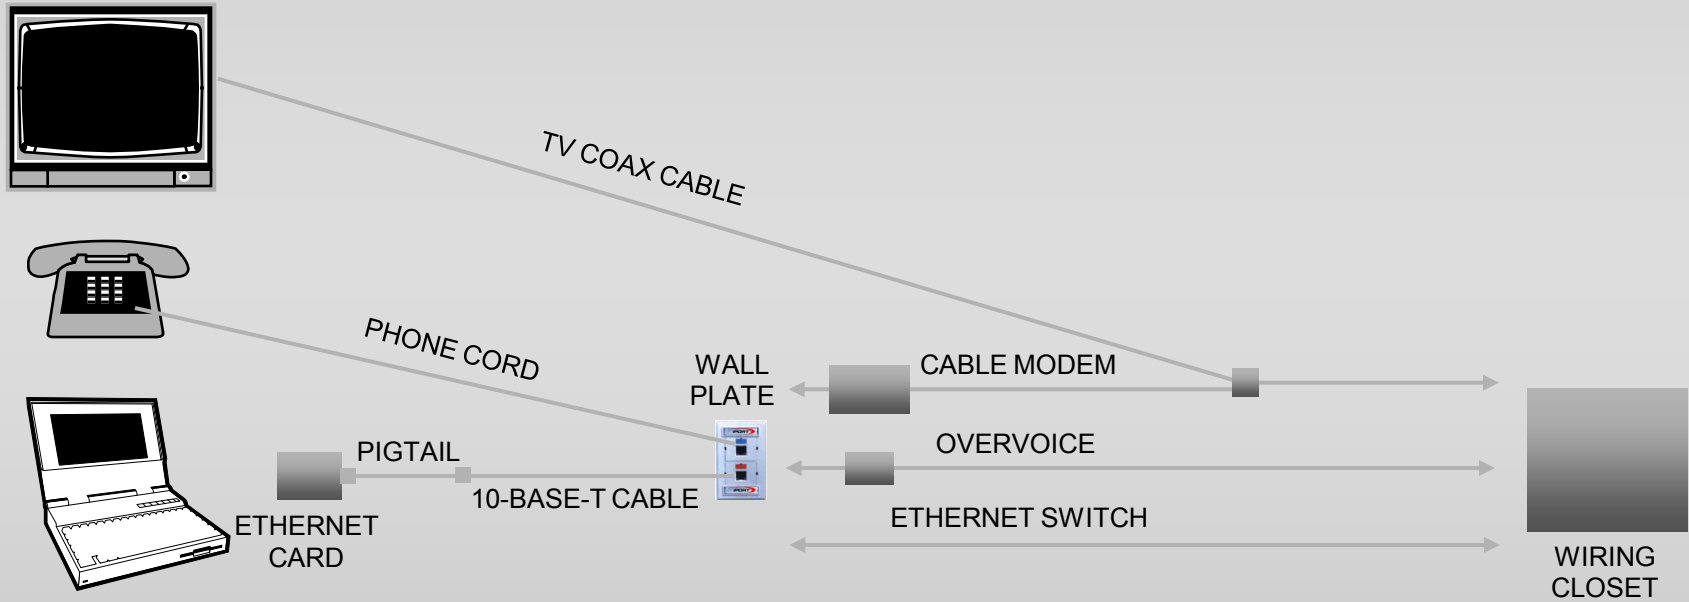 TV COAX CABLE
PHONE CORD
WALL
PLATE
CABLE MODEM
PIGTAIL
OVERVOICE
10-BASE-T CABLE
ETHERNET SWITCH
ETHERNET
CARD
WIRING
CLOSET